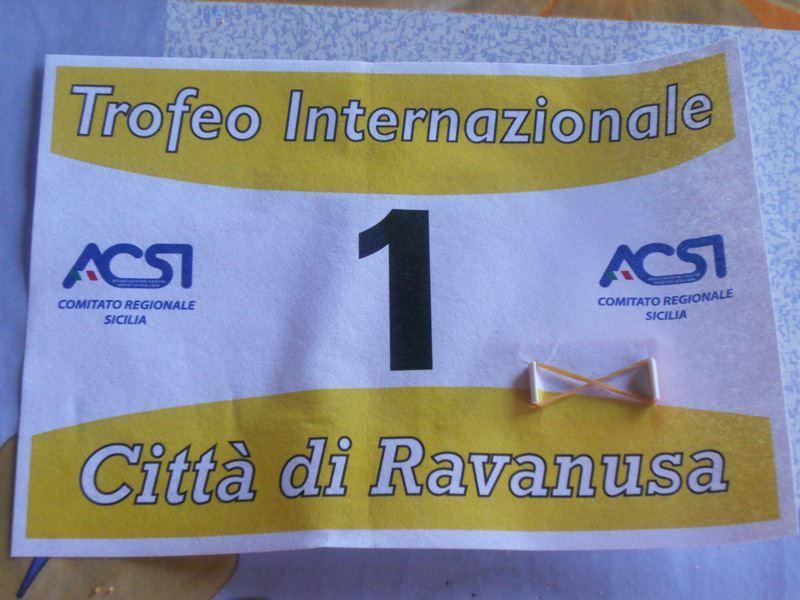 Trofeo Internazionale
1
ACSI
COMITATO REGIONALE
SICILIA
ACSI
COMITATO REGIONALE
SICILIA
Città di Ravanusa